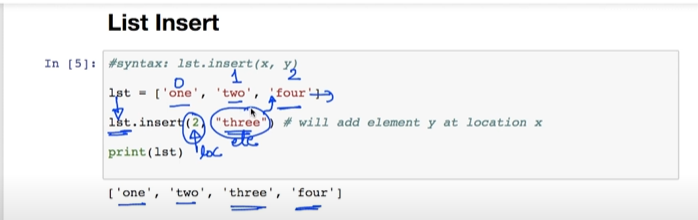 List Insert
In [5]: #syntax: lst.insert(x, y)
0 1 2
lst = ['one', 'two', 'four']
lst.insert(2, "three") # will add element y at location x
loc
print(lst)
['one', 'two', 'three', 'four']